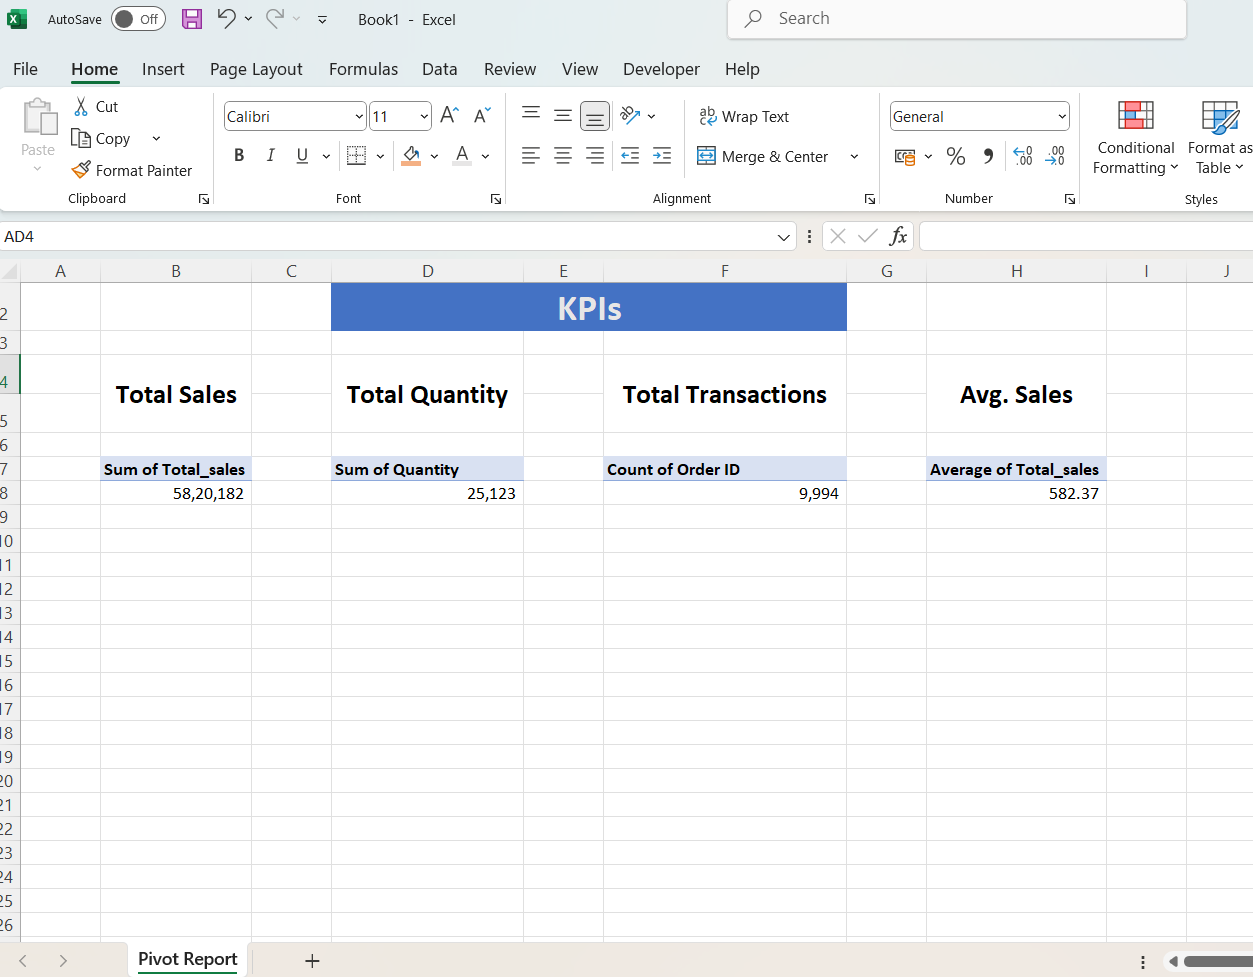 AutoSave Off Book1 - Excel Search
File Home Insert Page Layout Formulas Data Review View Developer Help
Paste
Cut
Copy
Format Painter
Clipboard
Calibri 11
B I U A
Font
Wrap Text
Merge & Center
Alignment
General
Number
Conditional
Formatting
Format as
Table
Styles
AD4 fx
A B C D E F G H I J
2 KPIs
3
4
Total Sales Total Quantity Total Transactions Avg. Sales
5
6
7 Sum of Total_sales Sum of Quantity Count of Order ID Average of Total_sales
8 58,20,182 25,123 9,994 582.37
9
10
11
12
13
14
15
16
17
18
19
20
21
22
23
24
25
26
Pivot Report